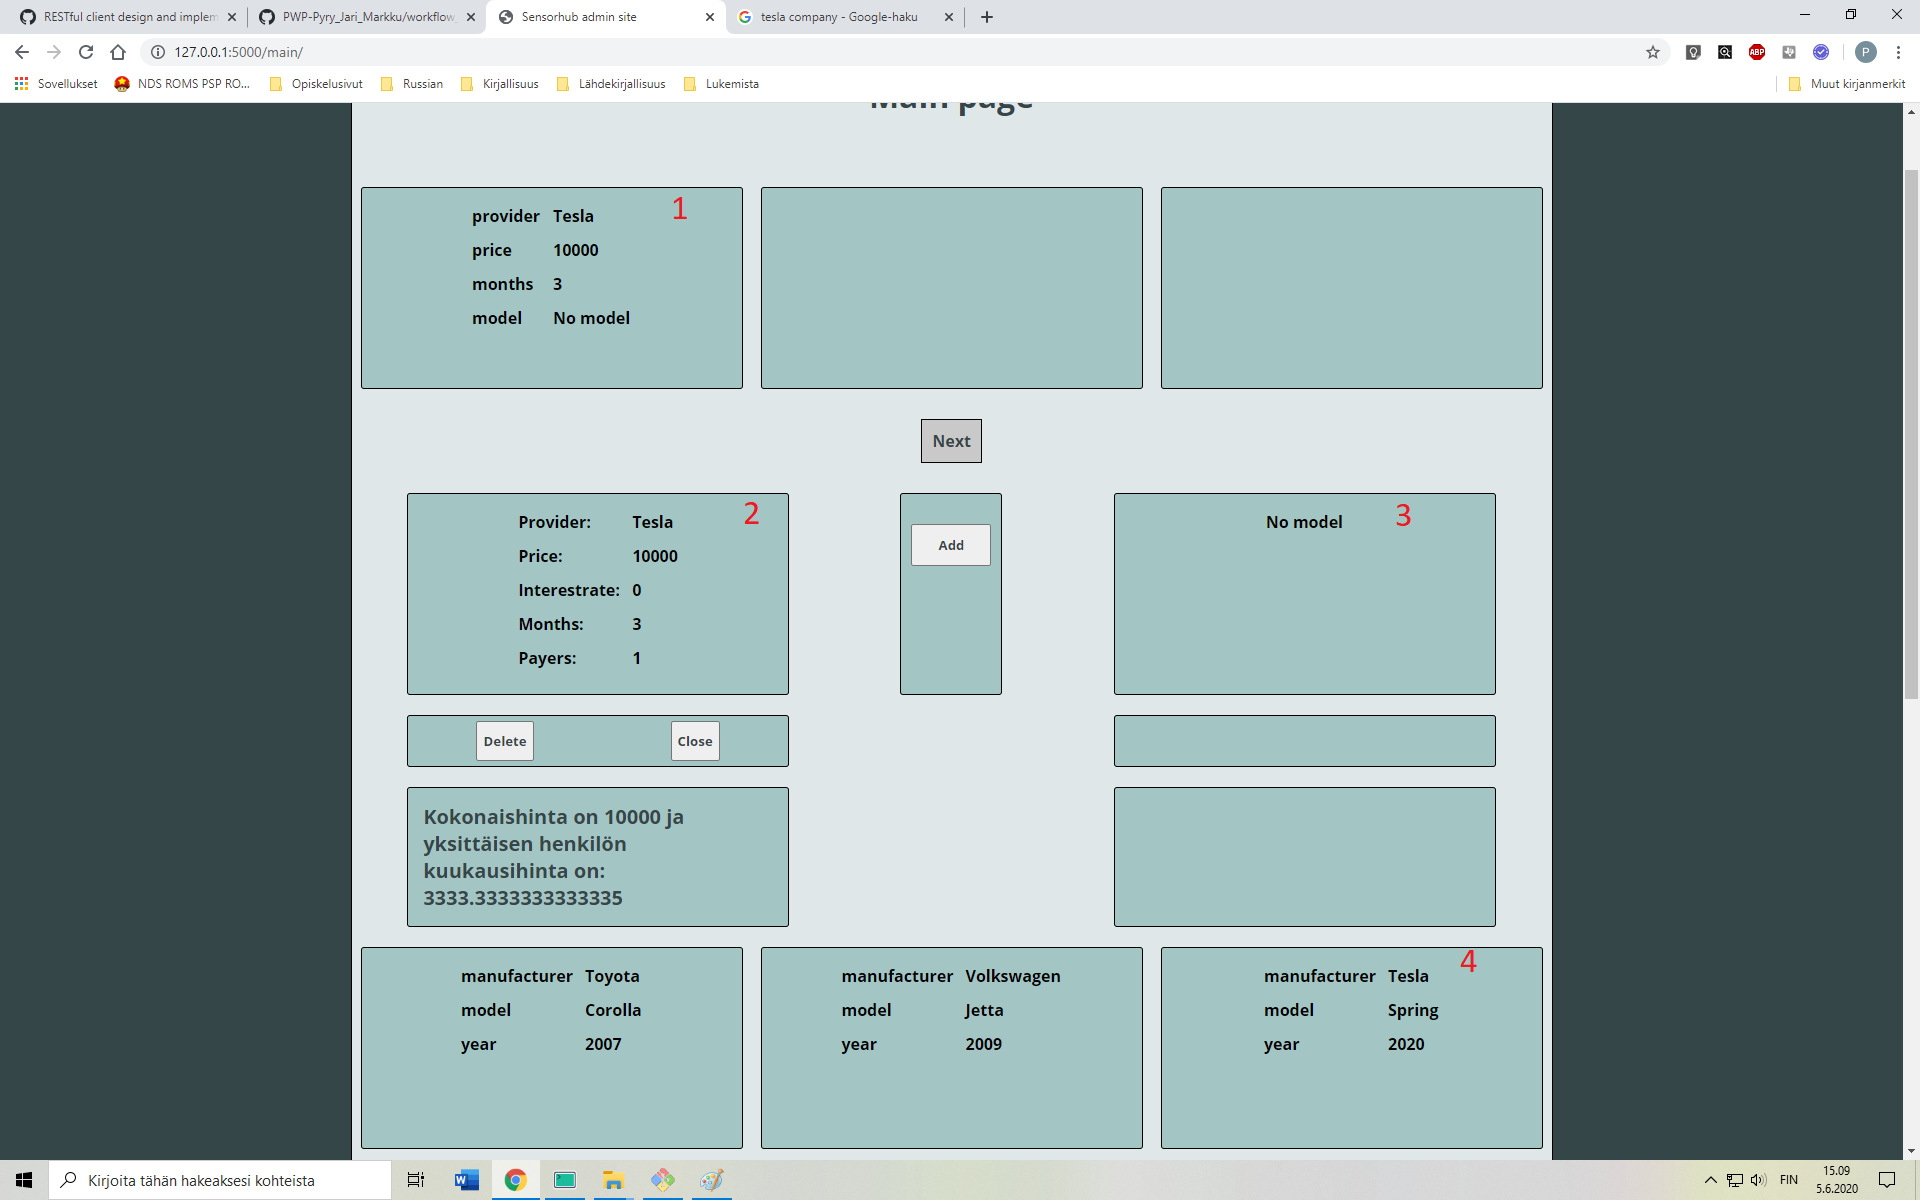 RESTful client design and implem
PWP-Pyry_Jari_Markku/workflow_
Sensorhub admin site
tesla company - Google-haku
127.0.0.1:5000/main/
ABP
P
Sovellukset
NDS ROMS PSP RO...
Opiskelusivut
Russian
Kirjallisuus
Lähdekirjallisuus
Lukemista
Muut kirjanmerkit
Main page
provider Tesla 1
price 10000
months 3
model No model
Next
Provider: Tesla 2
Price: 10000
Interestrate: 0
Months: 3
Payers: 1
Add
No model 3
Delete Close
Kokonaishinta on 10000 ja
yksittäisen henkilön
kuukausihinta on:
3333.3333333333335
manufacturer Toyota
model Corolla
year 2007
manufacturer Volkswagen
model Jetta
year 2009
4
manufacturer Tesla
model Spring
year 2020
Kirjoita tähän hakeaksesi kohteista
FIN
15.09
5.6.2020